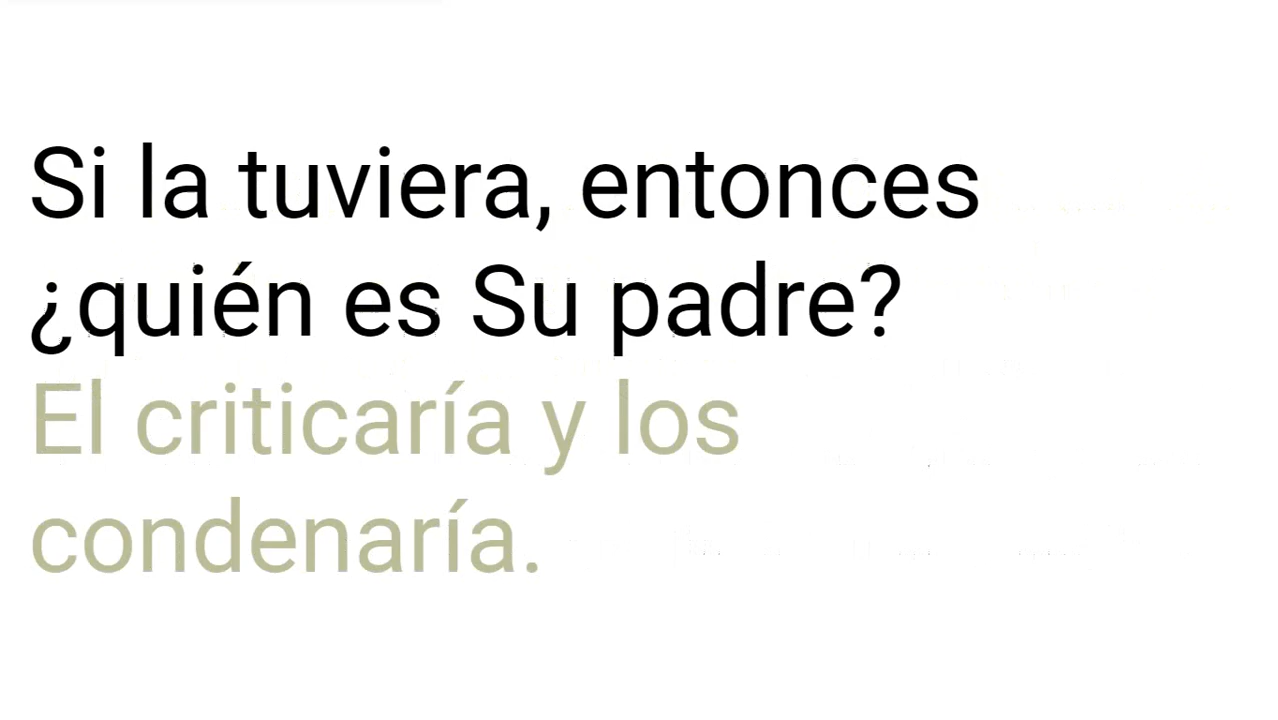 Si la tuviera, entonces
¿quién es Su padre?
El criticaría y los
condenaría.